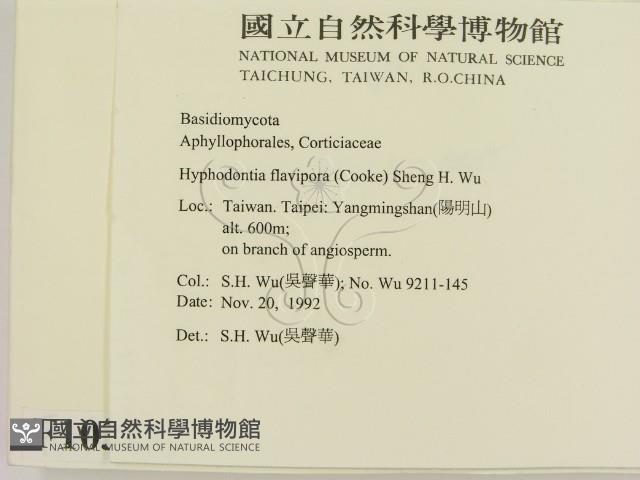 國立自然科學博物館
NATIONAL MUSEUM OF NATURAL SCIENCE
TAICHUNG, TAIWAN, R.O.CHINA
Basidiomycota
Aphyllophorales, Corticiaceae
Hyphodontia flavipora (Cooke) Sheng H. Wu
Loc.: Taiwan. Taipei: Yangmingshan(陽明山)
alt. 600m;
on branch of angiosperm.
Col.: S.H. Wu(吳聲華); No. Wu 9211-145
Date: Nov. 20, 1992
Det.: S.H. Wu(吳聲華)
國立自然科學博物館
NATIONAL MUSEUM OF NATURAL SCIENCE